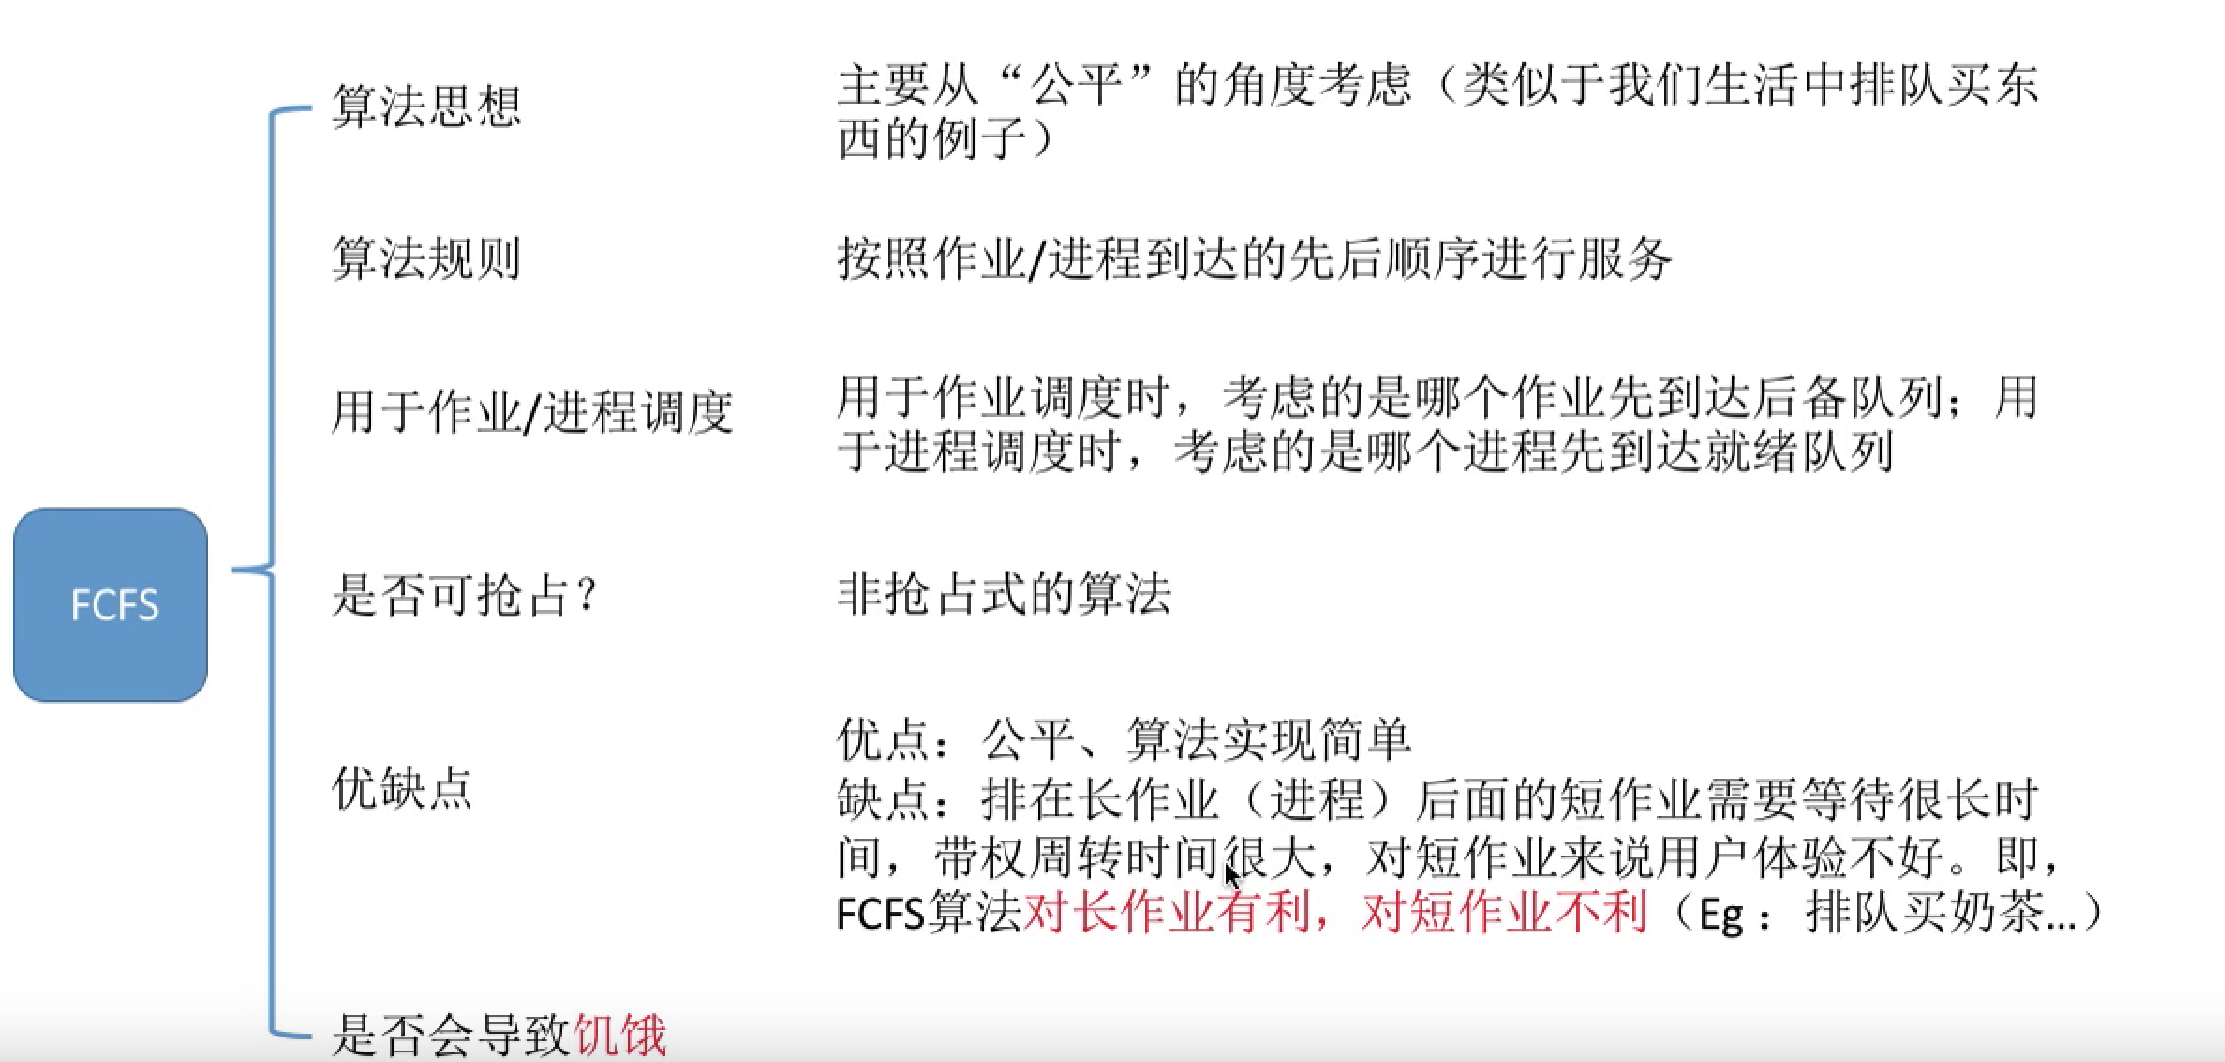 算法思想
主要从“公平”的角度考虑（类似于我们生活中排队买东
西的例子）
算法规则
按照作业/进程到达的先后顺序进行服务
用于作业/进程调度
用于作业调度时，考虑的是哪个作业先到达后备队列；用
于进程调度时，考虑的是哪个进程先到达就绪队列
FCFS
是否可抢占？
非抢占式的算法
优缺点
优点：公平、算法实现简单
缺点：排在长作业（进程）后面的短作业需要等待很长时
间，带权周转时间很大，对短作业来说用户体验不好。即，
FCFS算法对长作业有利，对短作业不利（Eg：排队买奶茶...）
是否会导致饥饿